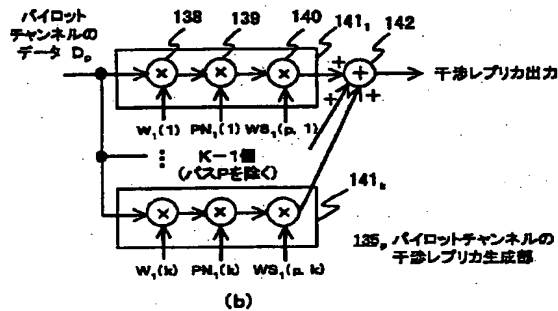 パイロット
チャンネルの
データ Dp
138
139
140
141₁
142
干渉レプリカ出力
W₁(1)
PN₁(1)
WS₁(p, 1)
K-1個
(パスPを除く)
141k
135p パイロットチャンネルの
干渉レプリカ生成部
W₁(k)
PN₁(k)
WS₁(p, k)
(b)